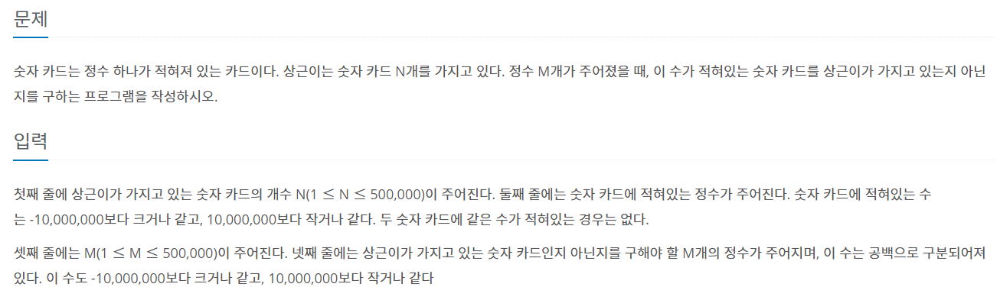 문제
숫자 카드는 정수 하나가 적혀져 있는 카드이다. 상근이는 숫자 카드 N개를 가지고 있다. 정수 M개가 주어졌을 때, 이 수가 적혀있는 숫자 카드를 상근이가 가지고 있는지 아닌
지를 구하는 프로그램을 작성하시오.
입력
첫째 줄에 상근이가 가지고 있는 숫자 카드의 개수 N(1 ≤ N ≤ 500,000)이 주어진다. 둘째 줄에는 숫자 카드에 적혀있는 정수가 주어진다. 숫자 카드에 적혀있는 수
는 -10,000,000보다 크거나 같고, 10,000,000보다 작거나 같다. 두 숫자 카드에 같은 수가 적혀있는 경우는 없다.
셋째 줄에는 M(1 ≤ M ≤ 500,000)이 주어진다. 넷째 줄에는 상근이가 가지고 있는 숫자 카드인지 아닌지를 구해야 할 M개의 정수가 주어지며, 이 수는 공백으로 구분되어져
있다. 이 수도 -10,000,000보다 크거나 같고, 10,000,000보다 작거나 같다